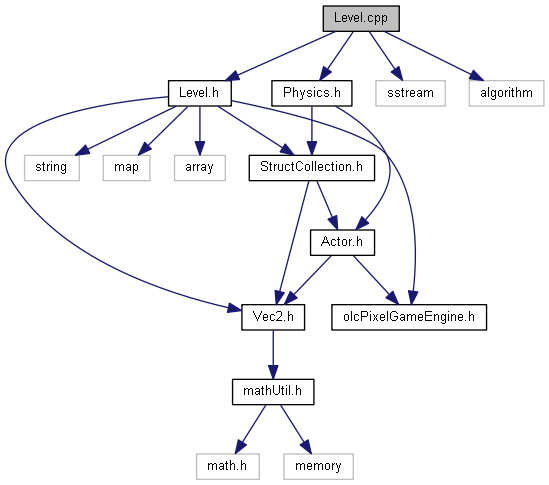 Level.cpp
Level.h
Physics.h
sstream
algorithm
string
map
array
StructCollection.h
Actor.h
Vec2.h
olcPixelGameEngine.h
mathUtil.h
math.h
memory